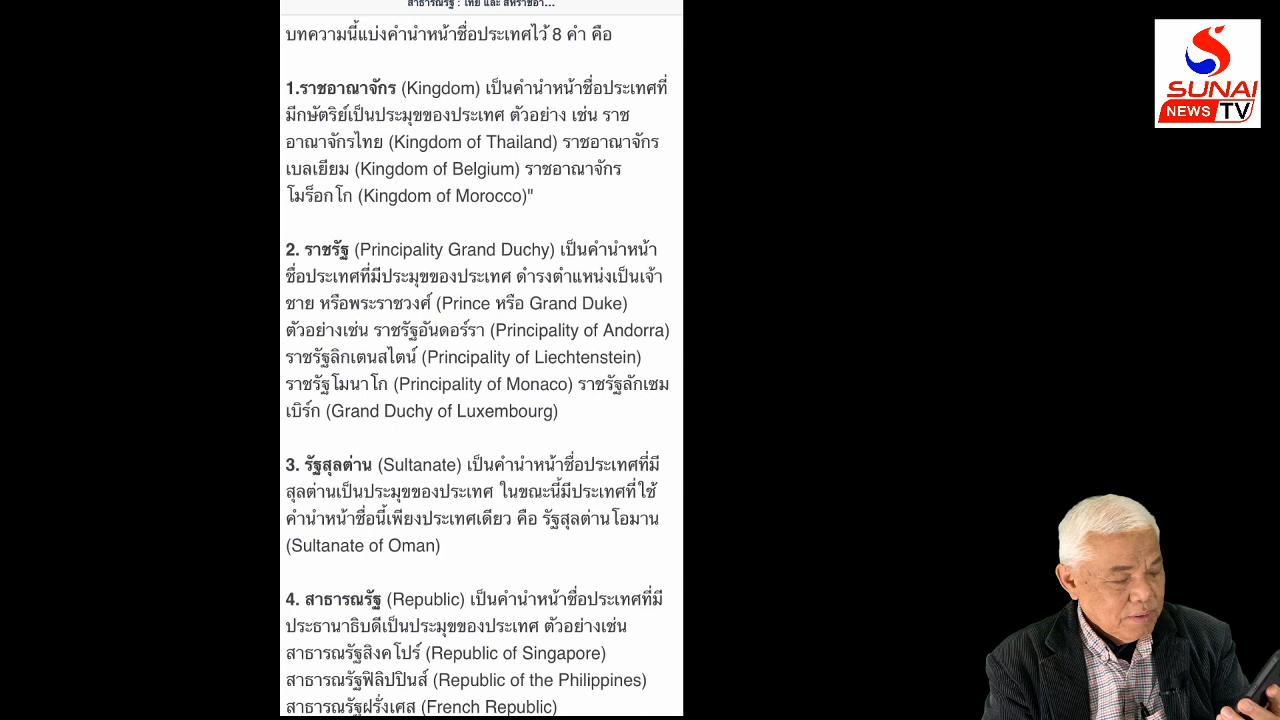 สาธารณรัฐ : ไทย และ สหราชอา...
บทความนี้แบ่งคำนำหน้าชื่อประเทศไว้ 8 คำ คือ
1.ราชอาณาจักร (Kingdom) เป็นคำนำหน้าชื่อประเทศที่
มีกษัตริย์เป็นประมุขของประเทศ ตัวอย่าง เช่น ราช
อาณาจักรไทย (Kingdom of Thailand) ราชอาณาจักร
เบลเยียม (Kingdom of Belgium) ราชอาณาจักร
โมร็อกโก (Kingdom of Morocco)"
2. ราชรัฐ (Principality Grand Duchy) เป็นคำนำหน้า
ชื่อประเทศที่มีประมุขของประเทศ ดำรงตำแหน่งเป็นเจ้า
ชาย หรือพระราชวงศ์ (Prince หรือ Grand Duke)
ตัวอย่างเช่น ราชรัฐอันดอร์รา (Principality of Andorra)
ราชรัฐลิกเตนสไตน์ (Principality of Liechtenstein)
ราชรัฐโมนาโก (Principality of Monaco) ราชรัฐลักเซม
เบิร์ก (Grand Duchy of Luxembourg)
3. รัฐสุลต่าน (Sultanate) เป็นคำนำหน้าชื่อประเทศที่มี
สุลต่านเป็นประมุขของประเทศ ในขณะนี้มีประเทศที่ใช้
คำนำหน้าชื่อนี้เพียงประเทศเดียว คือ รัฐสุลต่านโอมาน
(Sultanate of Oman)
4. สาธารณรัฐ (Republic) เป็นคำนำหน้าชื่อประเทศที่มี
ประธานาธิบดีเป็นประมุขของประเทศ ตัวอย่างเช่น
สาธารณรัฐสิงคโปร์ (Republic of Singapore)
สาธารณรัฐฟิลิปปินส์ (Republic of the Philippines)
สาธารณรัฐฝรั่งเศส (French Republic)
SUNAI
NEWS TV